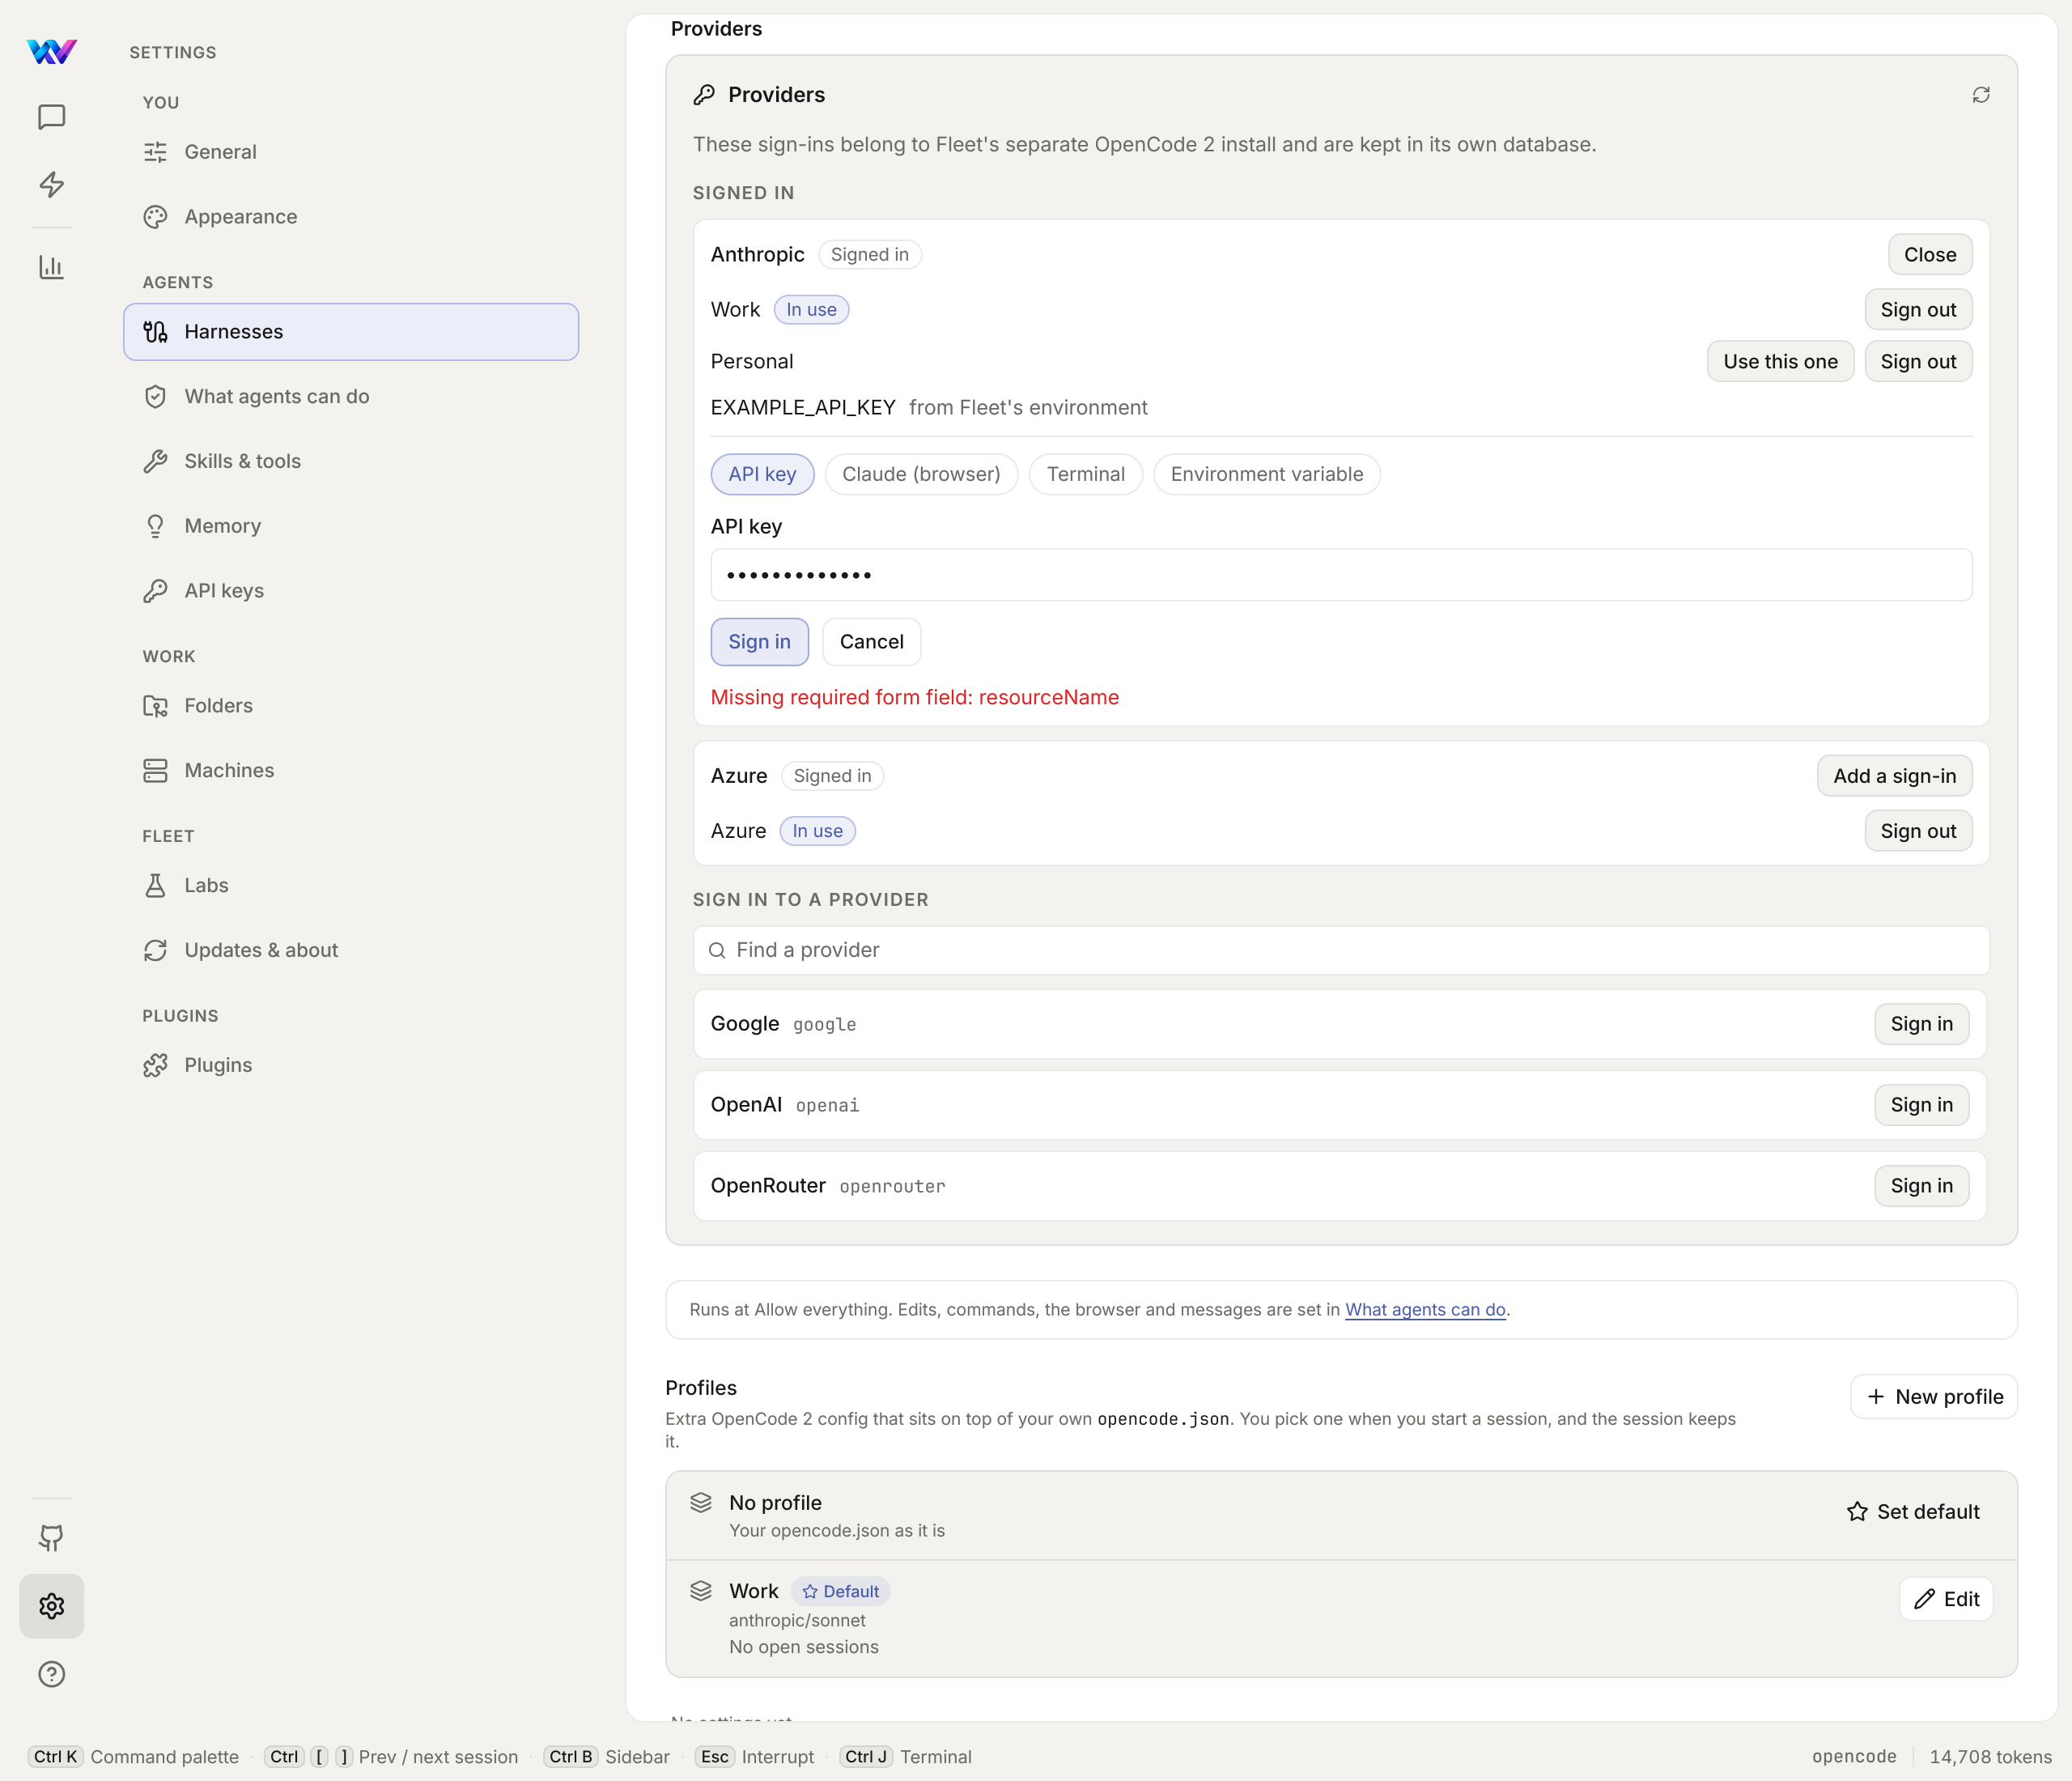 SETTINGS
YOU
General
Appearance
AGENTS
Harnesses
What agents can do
Skills & tools
Memory
API keys
WORK
Folders
Machines
FLEET
Labs
Updates & about
PLUGINS
Plugins
Providers
Providers
These sign-ins belong to Fleet's separate OpenCode 2 install and are kept in its own database.
SIGNED IN
Anthropic Signed in Close
Work In use Sign out
Personal Use this one Sign out
EXAMPLE_API_KEY from Fleet's environment
API key Claude (browser) Terminal Environment variable
API key
•••••••••••••
Sign in Cancel
Missing required form field: resourceName
Azure Signed in Add a sign-in
Azure In use Sign out
SIGN IN TO A PROVIDER
Find a provider
Google google Sign in
OpenAI openai Sign in
OpenRouter openrouter Sign in
Runs at Allow everything. Edits, commands, the browser and messages are set in What agents can do.
Profiles
New profile
Extra OpenCode 2 config that sits on top of your own opencode.json. You pick one when you start a session, and the session keeps
it.
No profile
Your opencode.json as it is
Set default
Work Default
anthropic/sonnet
No open sessions
Edit
No settings yet
Ctrl K Command palette · Ctrl [ ] Prev / next session · Ctrl B Sidebar · Esc Interrupt · Ctrl J Terminal
opencode 14,708 tokens